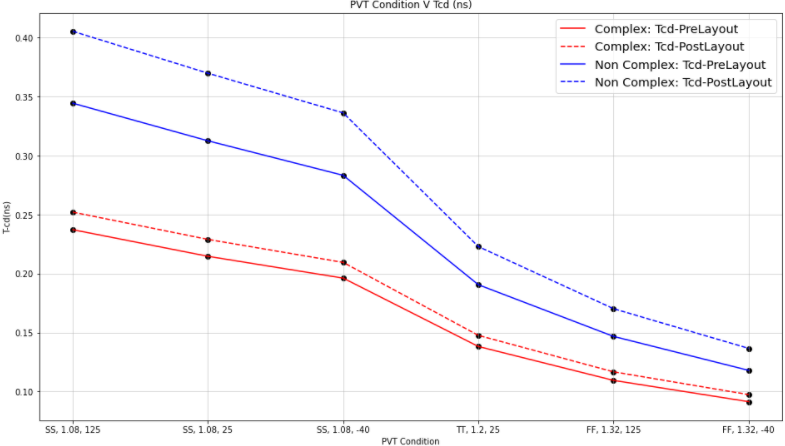 PVT Condition V Tcd (ns)
Complex: Tcd-PreLayout
Complex: Tcd-PostLayout
Non Complex: Tcd-PreLayout
Non Complex: Tcd-PostLayout
T-cd(ns)
0.40
0.35
0.30
0.25
0.20
0.15
0.10
SS, 1.08, 125
SS, 1.08, 25
SS, 1.08, -40
TT, 1.2, 25
FF, 1.32, 125
FF, 1.32, -40
PVT Condition